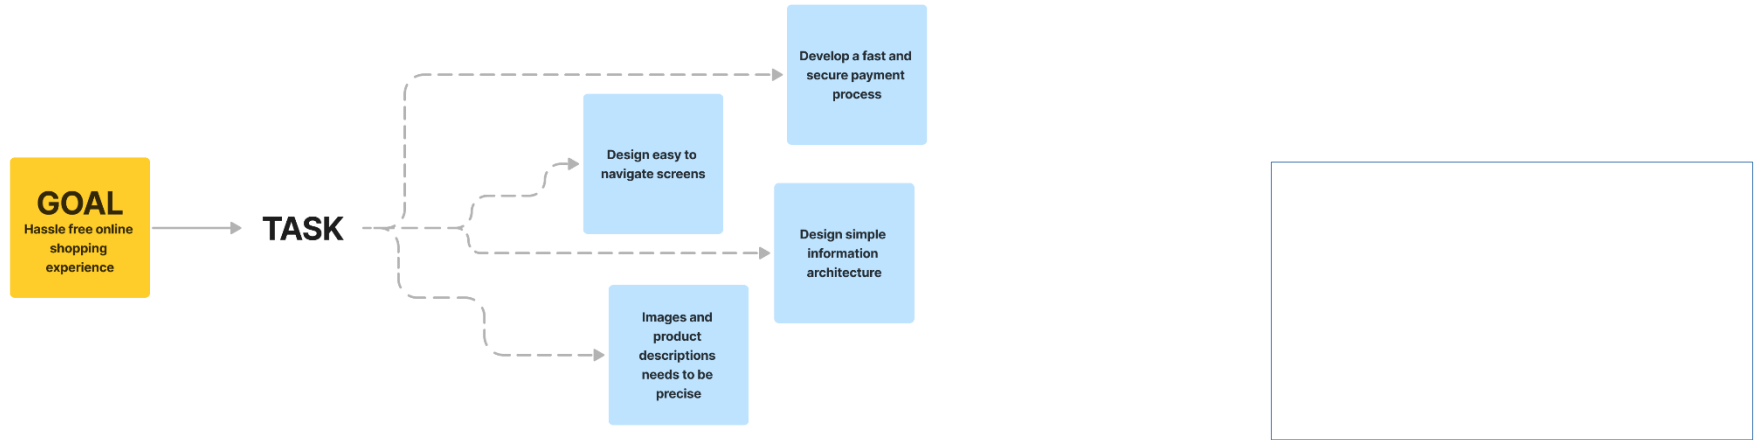 GOAL
Hassle free online
shopping
experience
TASK
Develop a fast and
secure payment
process
Design easy to
navigate screens
Design simple
information
architecture
Images and
product
descriptions
needs to be
precise